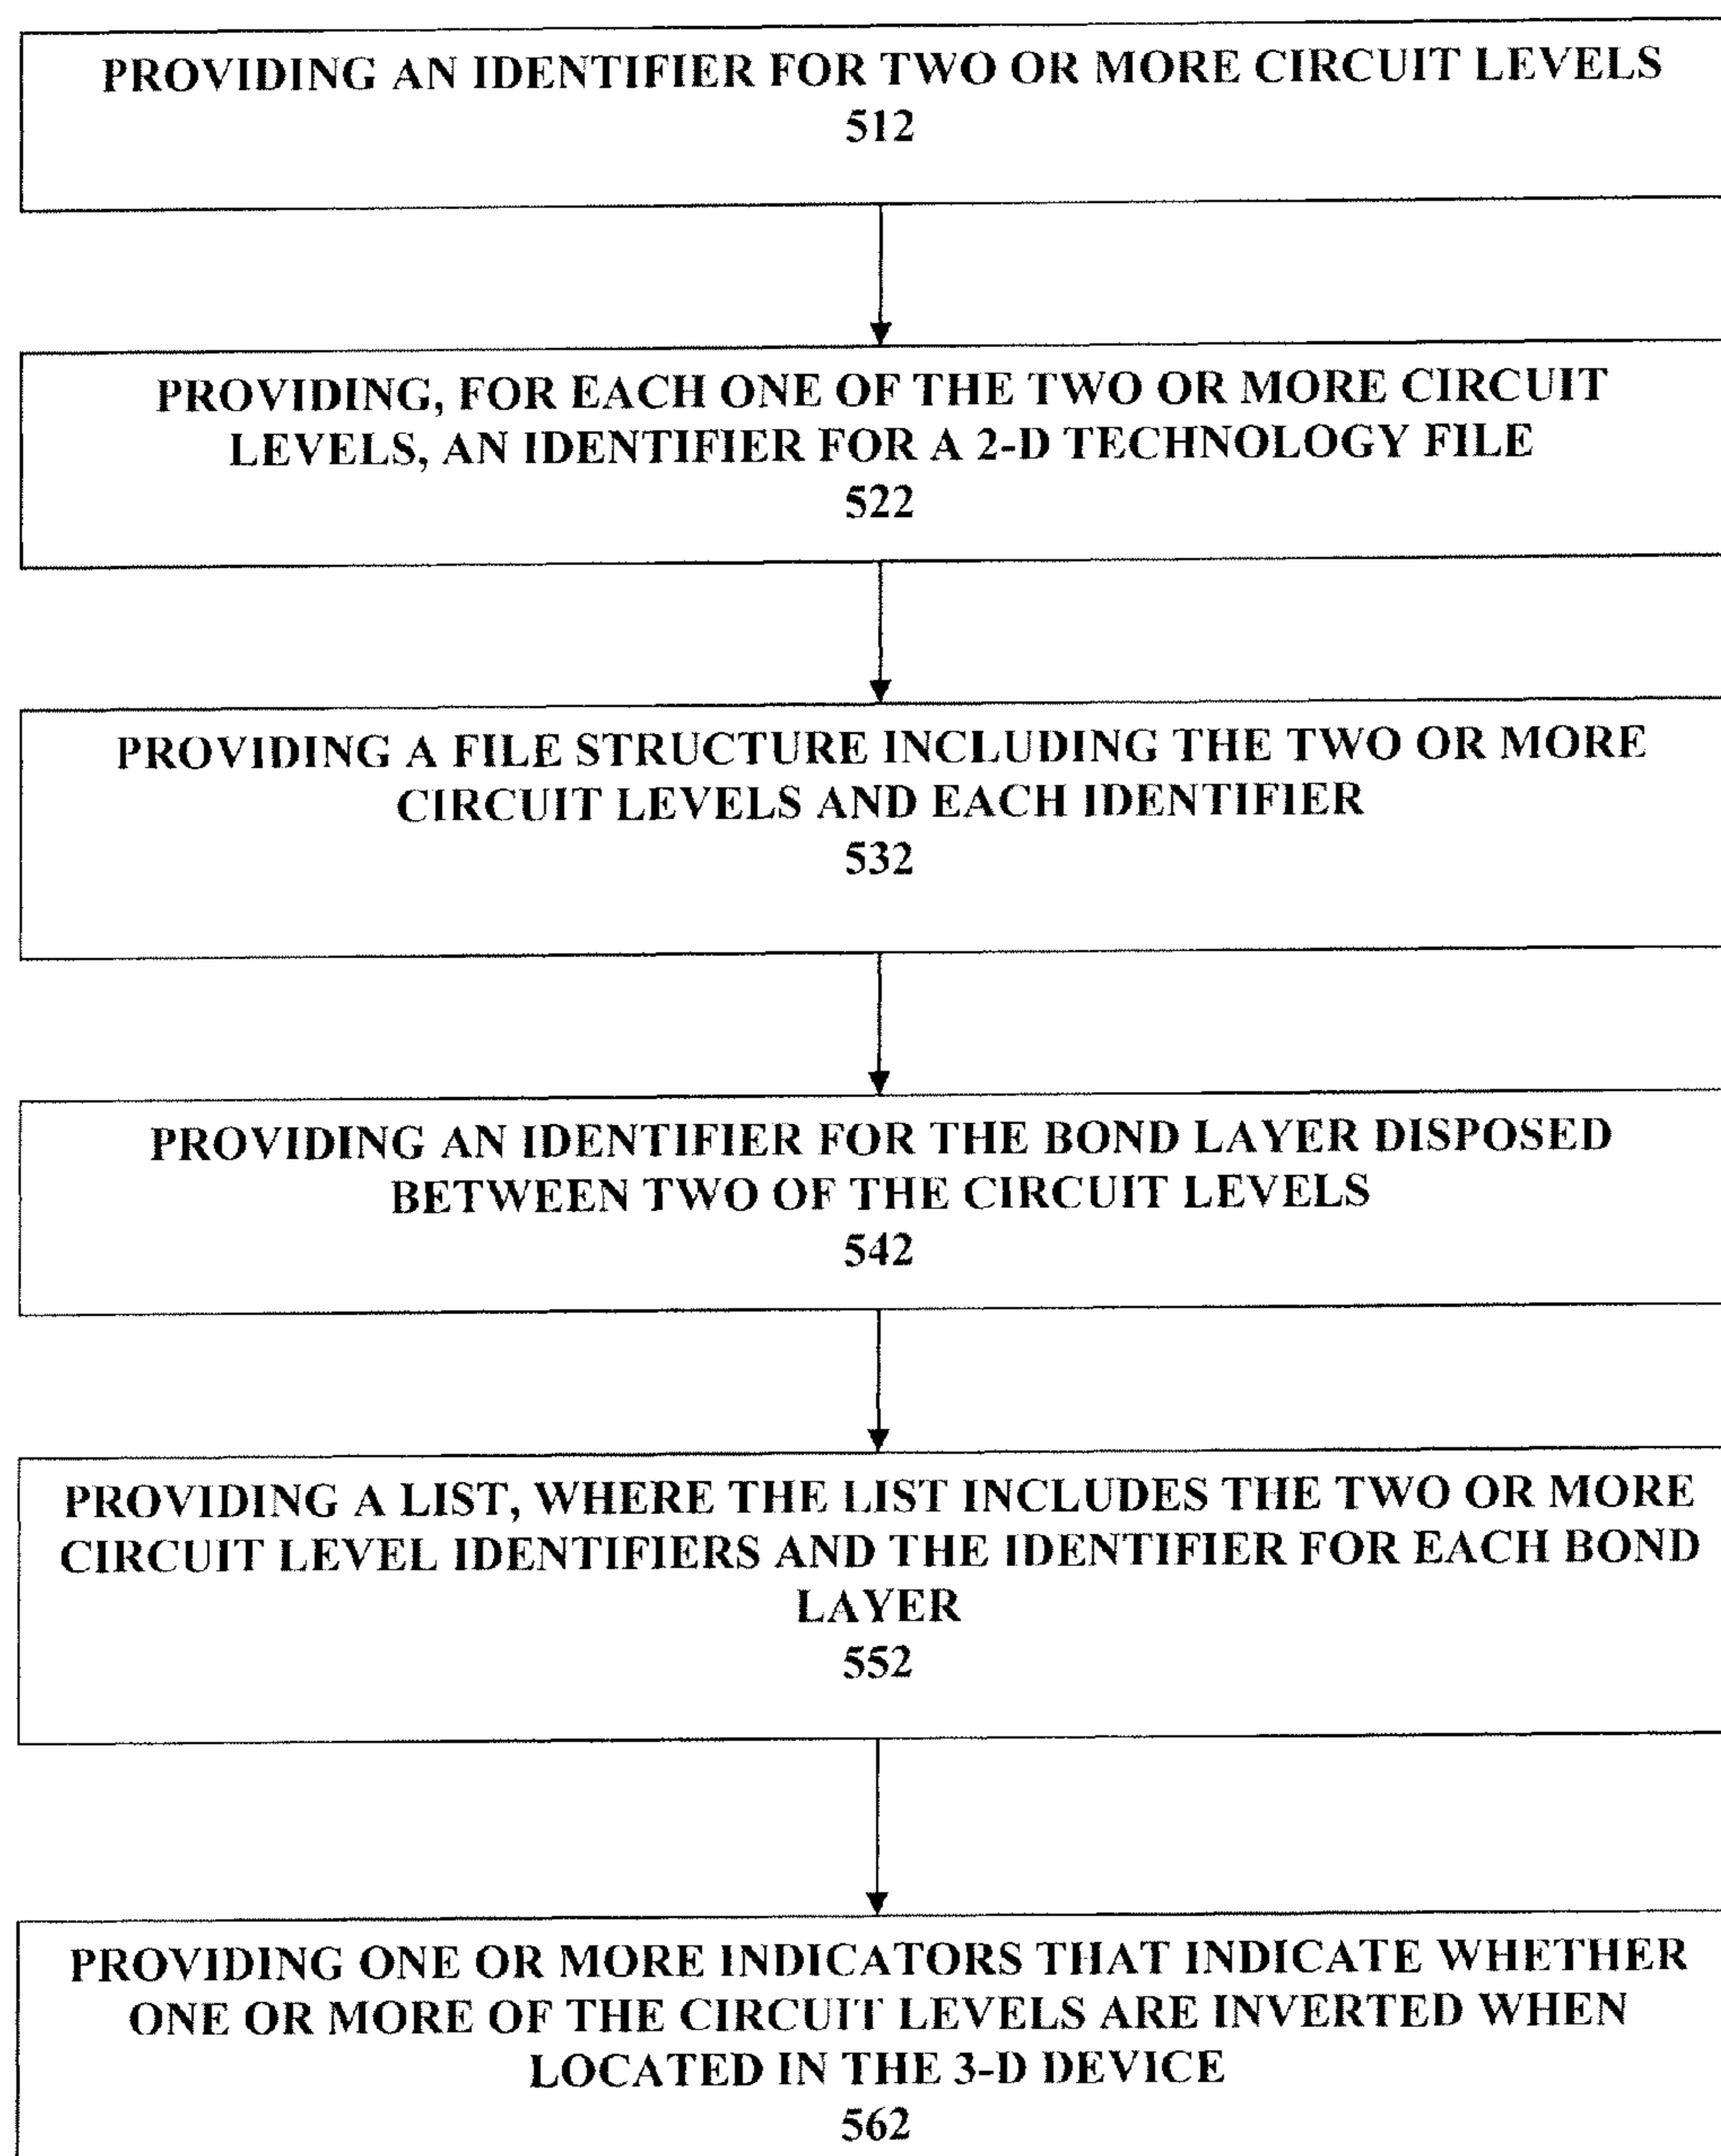 PROVIDING AN IDENTIFIER FOR TWO OR MORE CIRCUIT LEVELS
512
PROVIDING, FOR EACH ONE OF THE TWO OR MORE CIRCUIT
LEVELS, AN IDENTIFIER FOR A 2-D TECHNOLOGY FILE
522
PROVIDING A FILE STRUCTURE INCLUDING THE TWO OR MORE
CIRCUIT LEVELS AND EACH IDENTIFIER
532
PROVIDING AN IDENTIFIER FOR THE BOND LAYER DISPOSED
BETWEEN TWO OF THE CIRCUIT LEVELS
542
PROVIDING A LIST, WHERE THE LIST INCLUDES THE TWO OR MORE
CIRCUIT LEVEL IDENTIFIERS AND THE IDENTIFIER FOR EACH BOND
LAYER
552
PROVIDING ONE OR MORE INDICATORS THAT INDICATE WHETHER
ONE OR MORE OF THE CIRCUIT LEVELS ARE INVERTED WHEN
LOCATED IN THE 3-D DEVICE
562